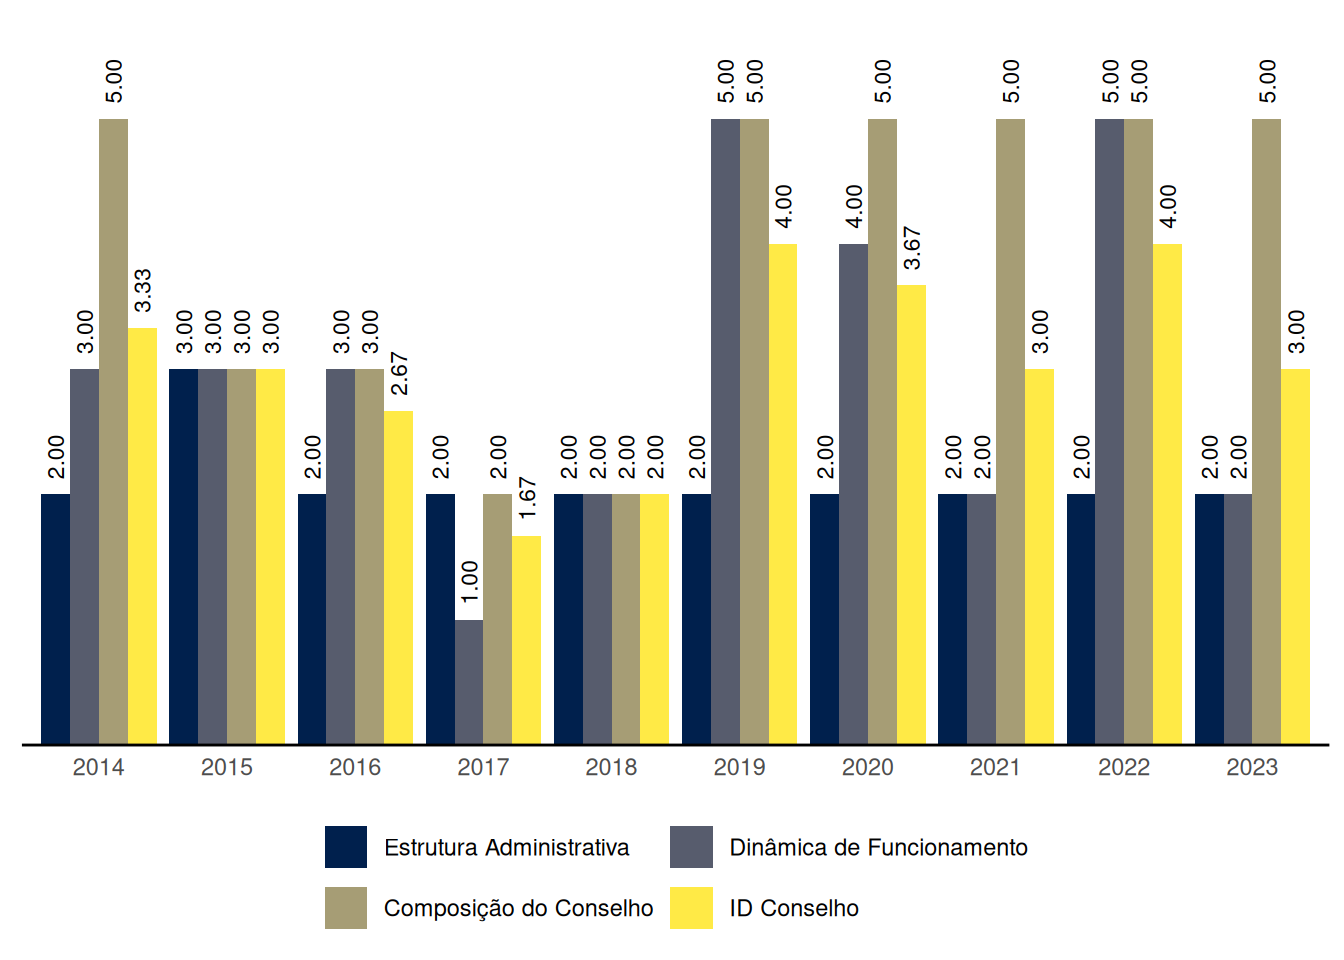 2.00 3.00 5.00 3.33 3.00 3.00 3.00 3.00 2.00 3.00 3.00 2.67 2.00 1.00 2.00 1.67 2.00 2.00 2.00 2.00 2.00 5.00 5.00 4.00 2.00 4.00 5.00 3.67 2.00 2.00 5.00 3.00 2.00 5.00 5.00 4.00 2.00 2.00 5.00 3.00
2014 2015 2016 2017 2018 2019 2020 2021 2022 2023
Estrutura Administrativa Dinâmica de Funcionamento
Composição do Conselho ID Conselho